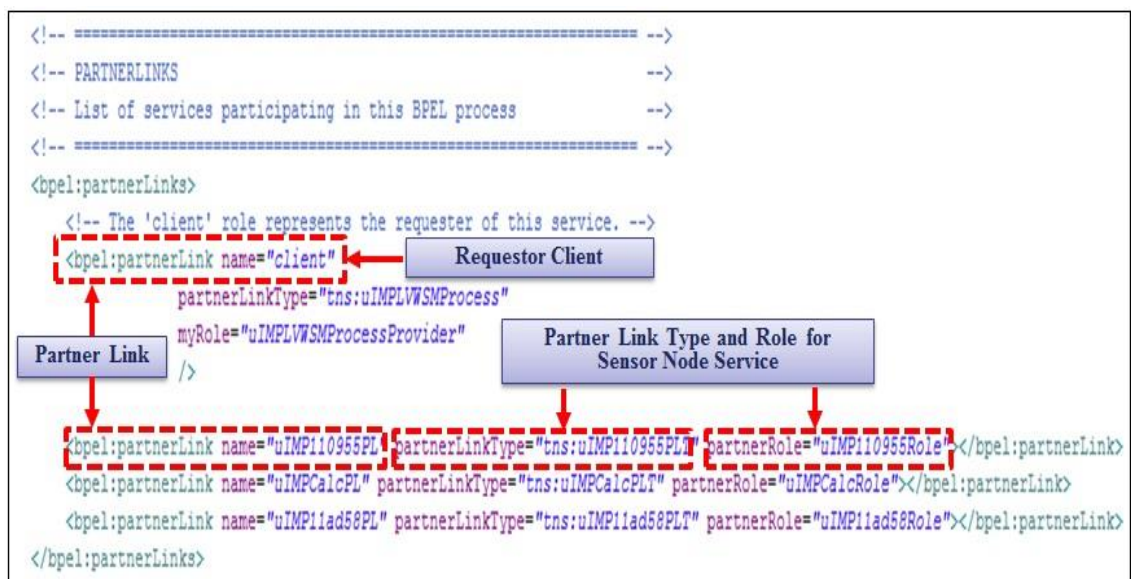 <!-- ================================================================= -->
<!-- PARTNERLINKS -->
<!-- List of services participating in this BPEL process -->
<!-- ================================================================= -->
<bpel:partnerLinks>
<!-- The 'client' role represents the requester of this service. -->
<bpel:partnerLink name="client"
Requestor Client
partnerLinkType="tns:uIMPLVWSMProcess"
myRole="uIMPLVWSMProcessProvider"
/>
Partner Link
Partner Link Type and Role for
Sensor Node Service
<bpel:partnerLink name="uIMP110955PL" partnerLinkType="tns:uIMP110955PLT" partnerRole="uIMP110955Role"></bpel:partnerLink>
<bpel:partnerLink name="uIMPCalcPL" partnerLinkType="tns:uIMPCalcPLT" partnerRole="uIMPCalcRole"></bpel:partnerLink>
<bpel:partnerLink name="uIMP11ad58PL" partnerLinkType="tns:uIMP11ad58PLT" partnerRole="uIMP11ad58Role"></bpel:partnerLink>
</bpel:partnerLinks>